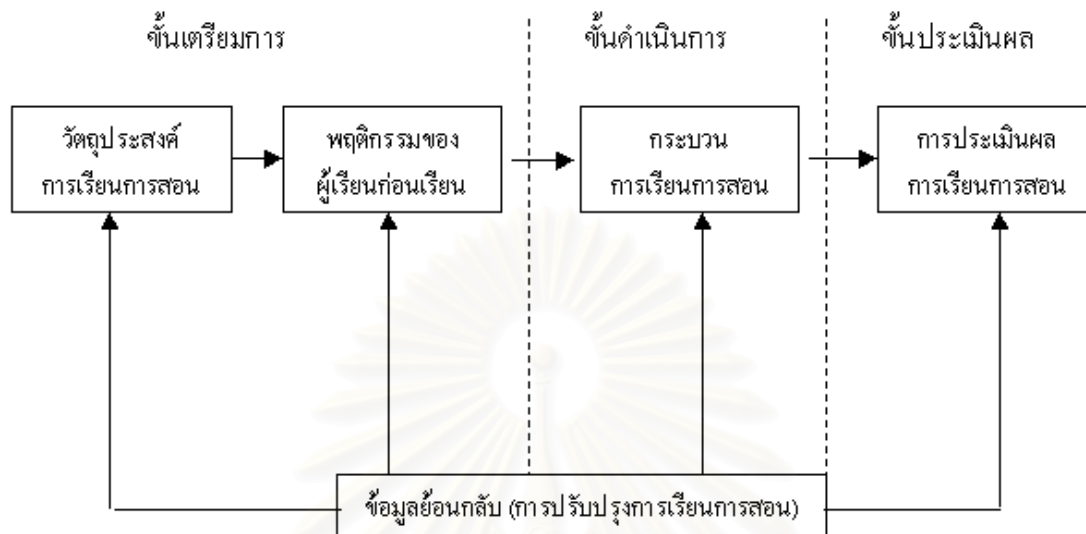 ขั้นเตรียมการ
ขั้นดำเนินการ
ขั้นประเมินผล
วัตถุประสงค์
การเรียนการสอน
พฤติกรรมของ
ผู้เรียนก่อนเรียน
กระบวน
การเรียนการสอน
การประเมินผล
การเรียนการสอน
ข้อมูลย้อนกลับ (การปรับปรุงการเรียนการสอน)